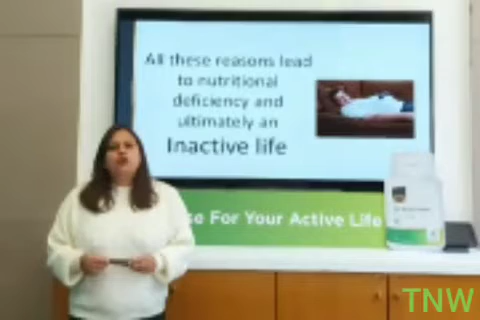 All these reasons lead
to nutritional
deficiency and
ultimately an
Inactive life
se For Your Active Life
TNW